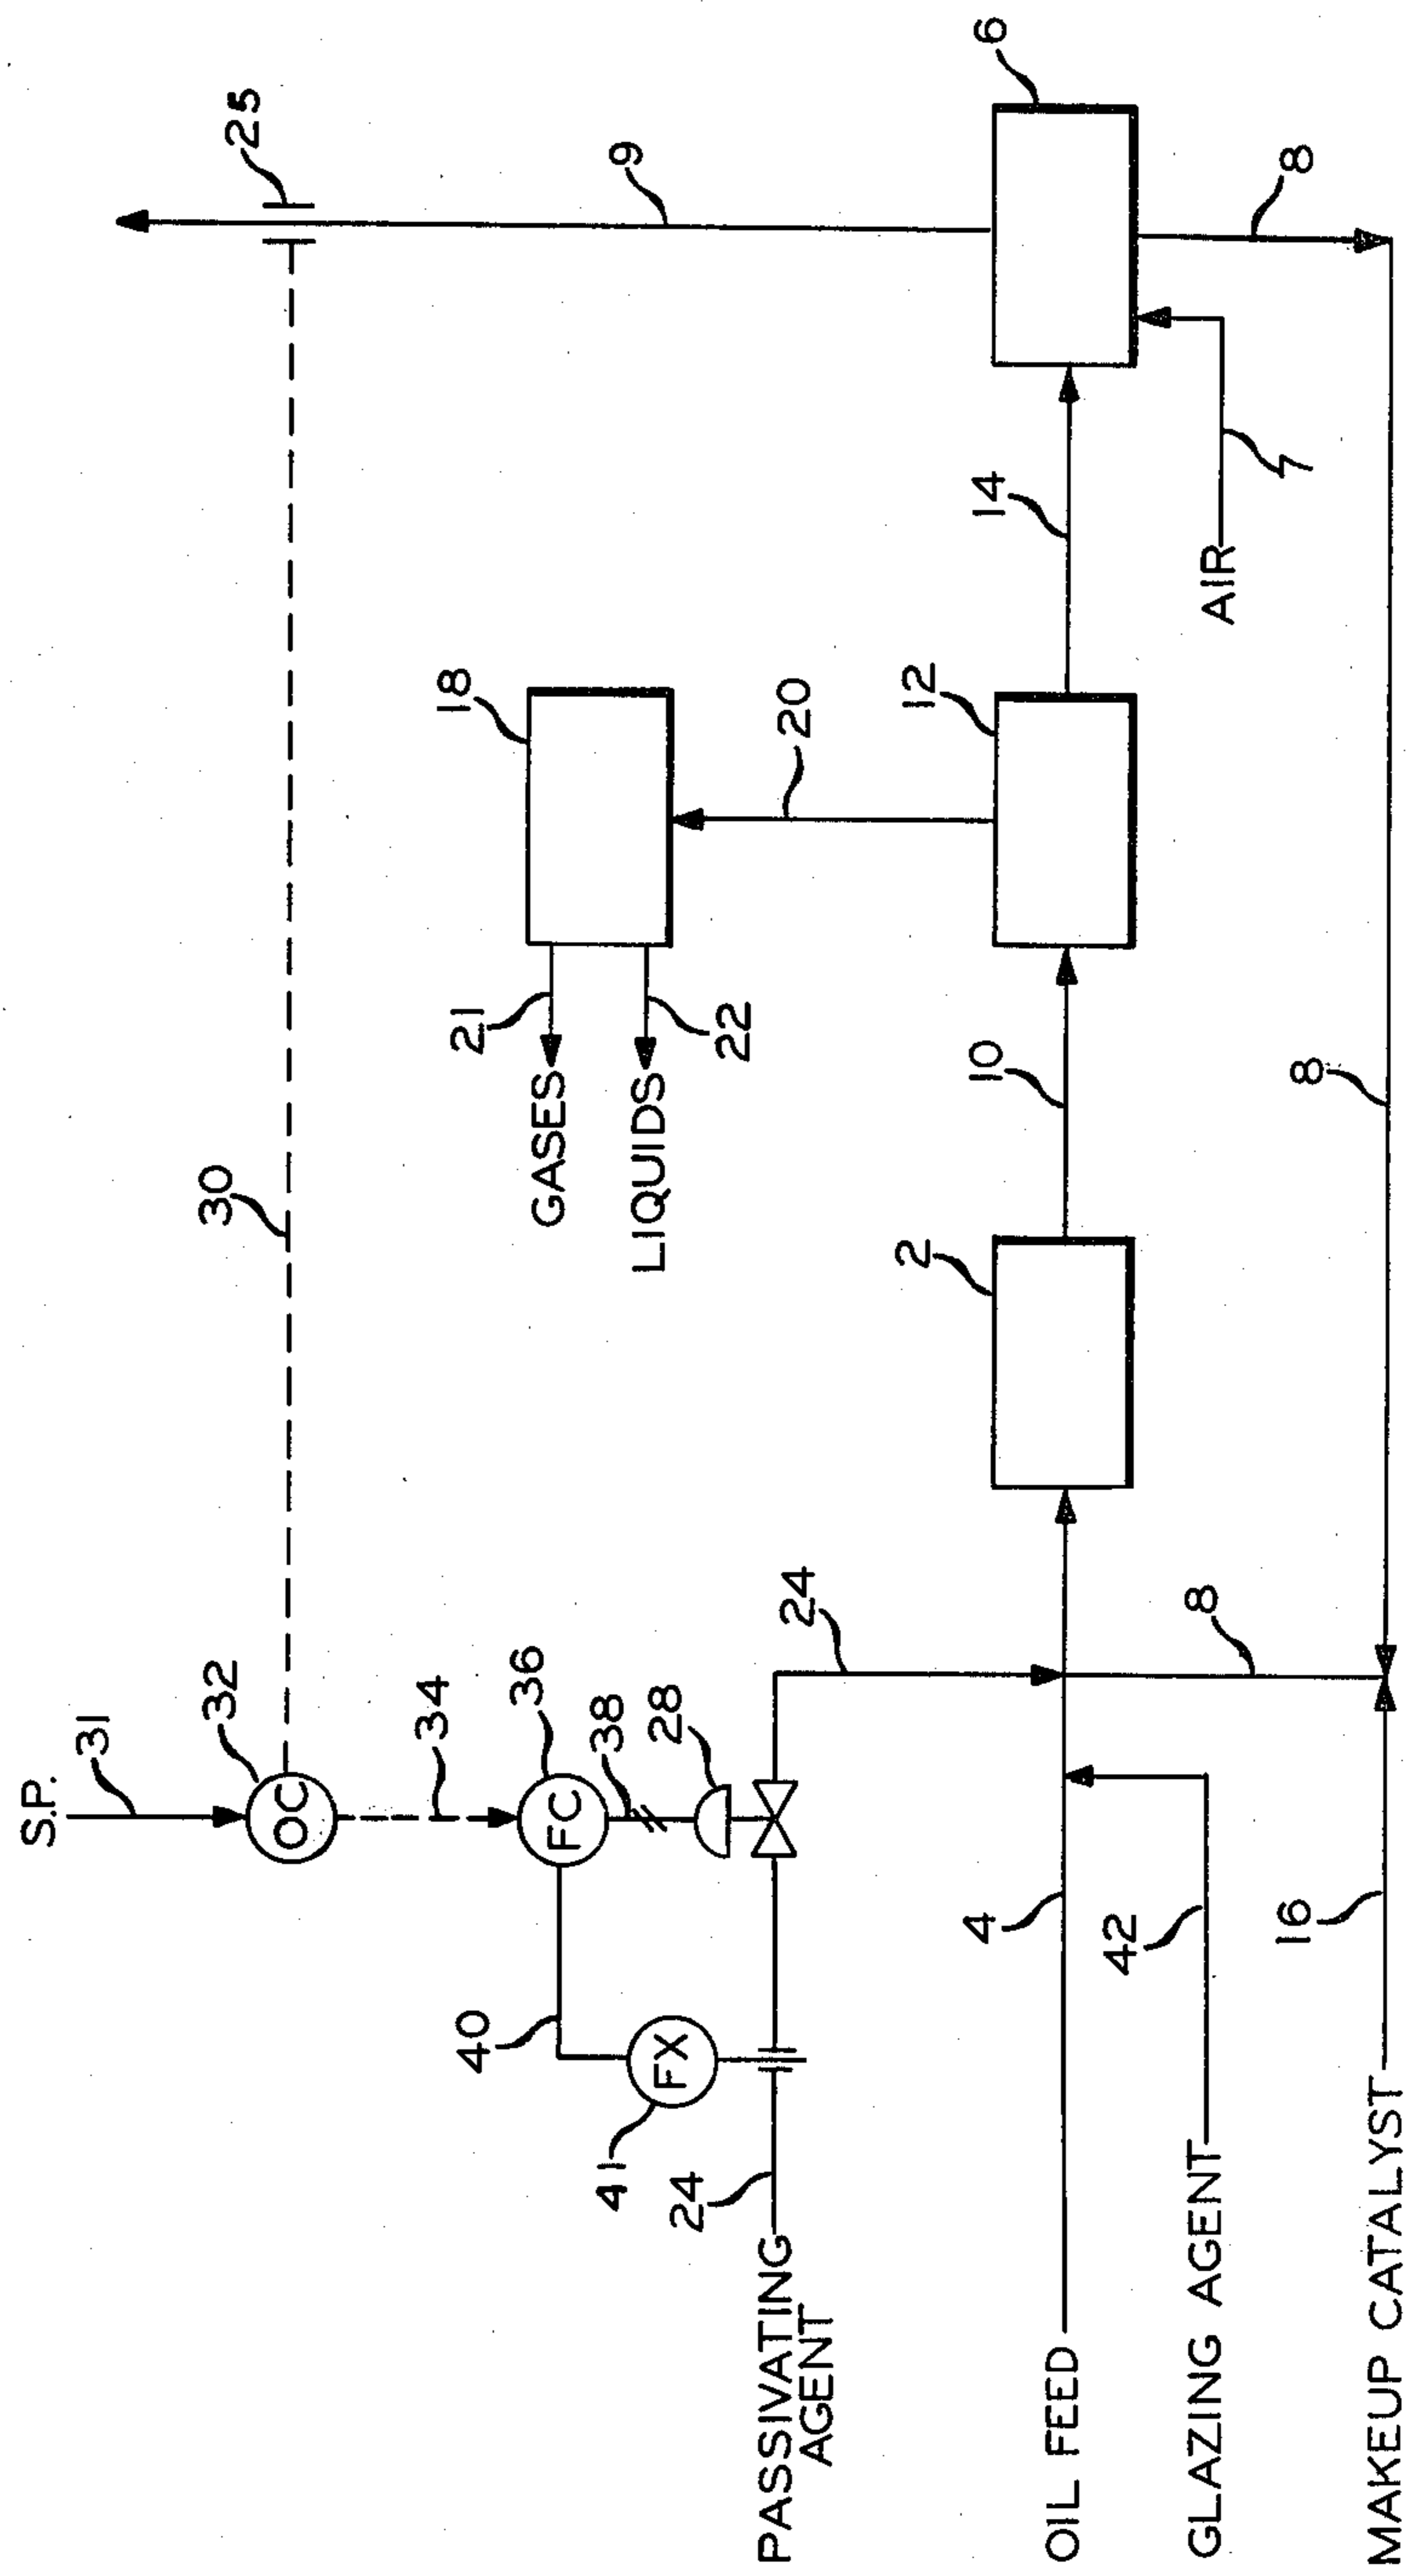 S.P.
31
32
OC
30
25
34
36
FC
38
28
40
41
FX
24
24
PASSIVATING
AGENT
18
21
GASES
22
LIQUIDS
20
9
6
2
10
12
14
8
7
AIR
4
OIL FEED
42
GLAZING AGENT
8
8
16
MAKEUP CATALYST